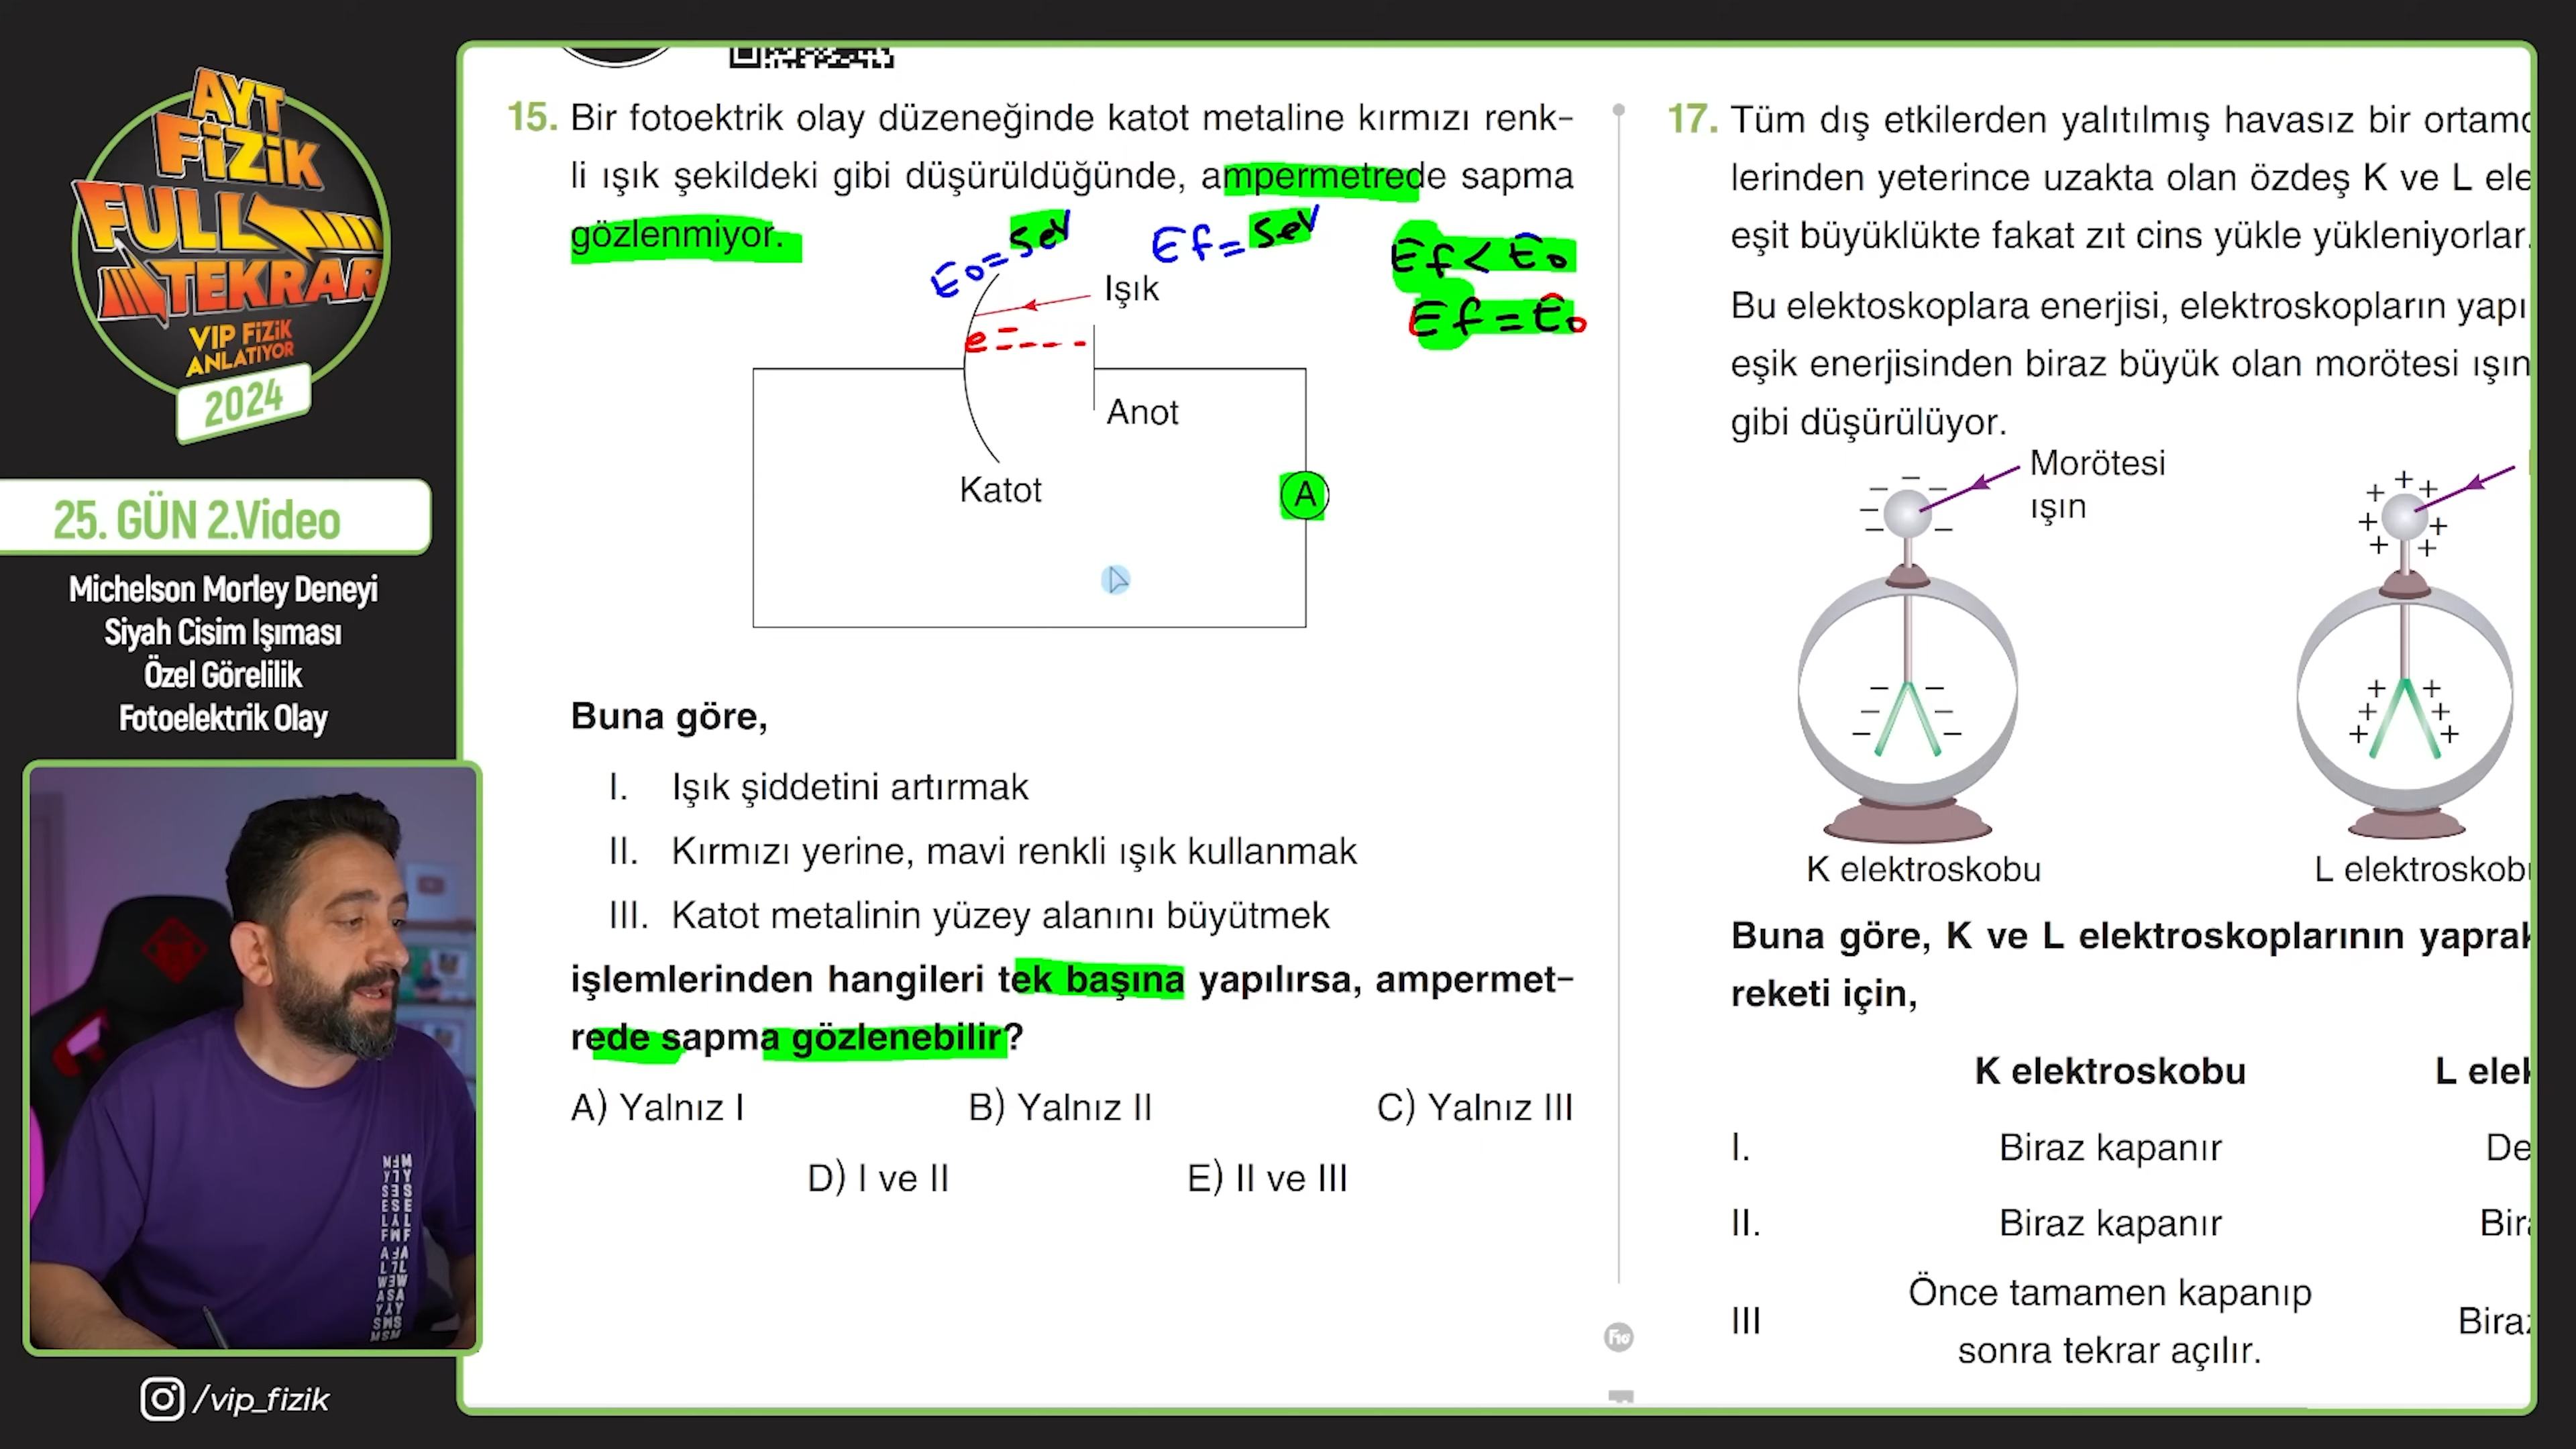 AYT
FİZİK
FULL
TEKRAR
VIP FİZİK
ANLATIYOR
2024
25. GÜN 2.Video
Michelson Morley Deneyi
Siyah Cisim Işıması
Özel Görelilik
Fotoelektrik Olay
/vip_fizik
15. Bir fotoektrik olay düzeneğinde katot metaline kırmızı renk-
li ışık şekildeki gibi düşürüldüğünde, ampermetrede sapma
gözlenmiyor.
E0=5eV
Ef=5eV
Ef<E0
Ef=E0
Işık
e-
Anot
Katot
A
Buna göre,
I. Işık şiddetini artırmak
II. Kırmızı yerine, mavi renkli ışık kullanmak
III. Katot metalinin yüzey alanını büyütmek
işlemlerinden hangileri tek başına yapılırsa, ampermet-
rede sapma gözlenebilir?
A) Yalnız I B) Yalnız II C) Yalnız III
D) I ve II E) II ve III
17. Tüm dış etkilerden yalıtılmış havasız bir ortamd
lerinden yeterince uzakta olan özdeş K ve L ele
eşit büyüklükte fakat zıt cins yükle yükleniyorlar.
Bu elektoskoplara enerjisi, elektroskopların yapı
eşik enerjisinden biraz büyük olan morötesi ışın
gibi düşürülüyor.
Morötesi
ışın
K elektroskobu
L elektroskobu
Buna göre, K ve L elektroskoplarının yaprak
reketi için,
K elektroskobu L elek
I. Biraz kapanır De
II. Biraz kapanır Bira
III Önce tamamen kapanıp
sonra tekrar açılır. Biraz